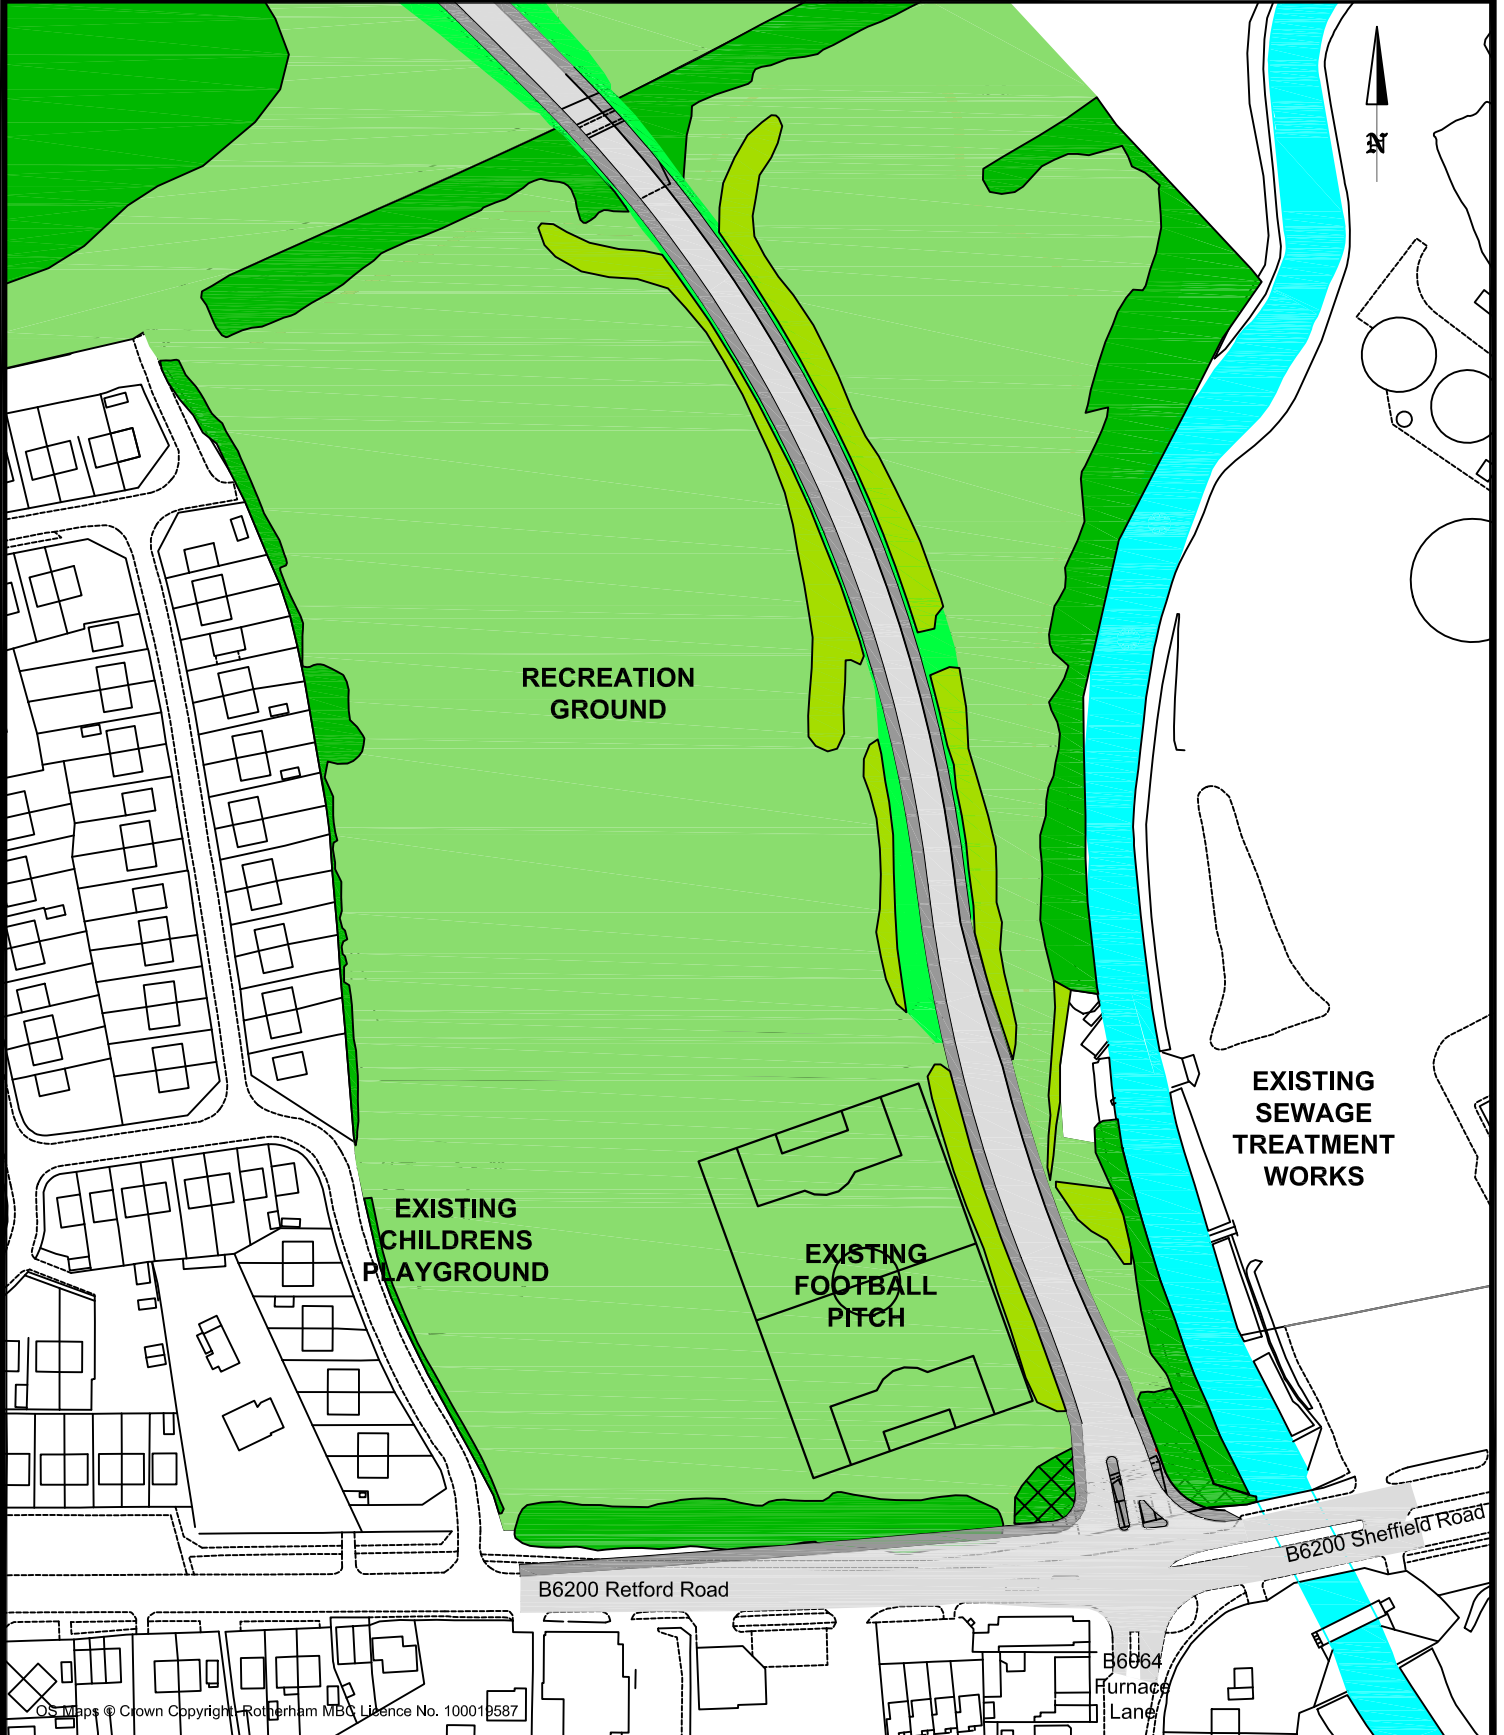 N
RECREATION
GROUND
EXISTING
SEWAGE
TREATMENT
WORKS
EXISTING
CHILDRENS
PLAYGROUND
EXISTING
FOOTBALL
PITCH
B6200 Sheffield Road
B6200 Retford Road
B6064
Furnace
Lane
OS Maps © Crown Copyright. Rotherham MBC Licence No. 100019587